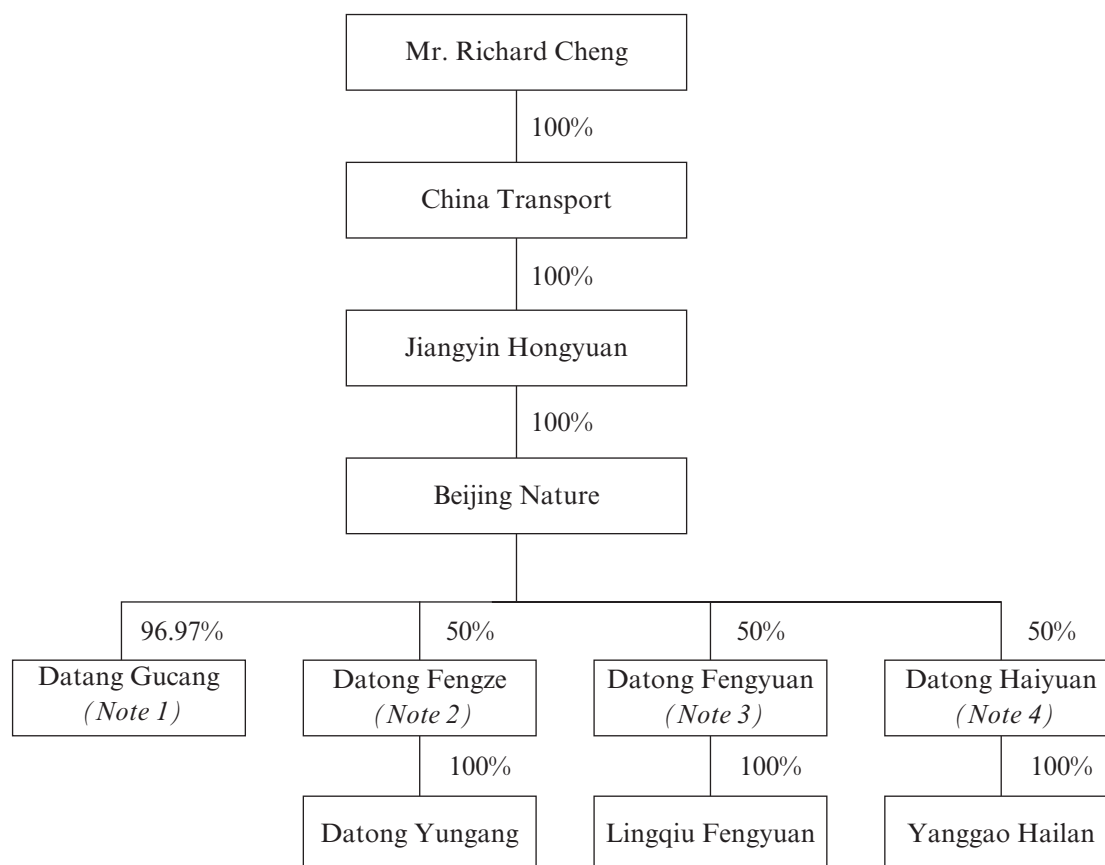 Mr. Richard Cheng
100%
China Transport
100%
Jiangyin Hongyuan
100%
Beijing Nature
96.97%
50%
50%
50%
Datang Gucang
(Note 1)
Datong Fengze
(Note 2)
Datong Fengyuan
(Note 3)
Datong Haiyuan
(Note 4)
100%
100%
100%
Datong Yungang
Lingqiu Fengyuan
Yanggao Hailan